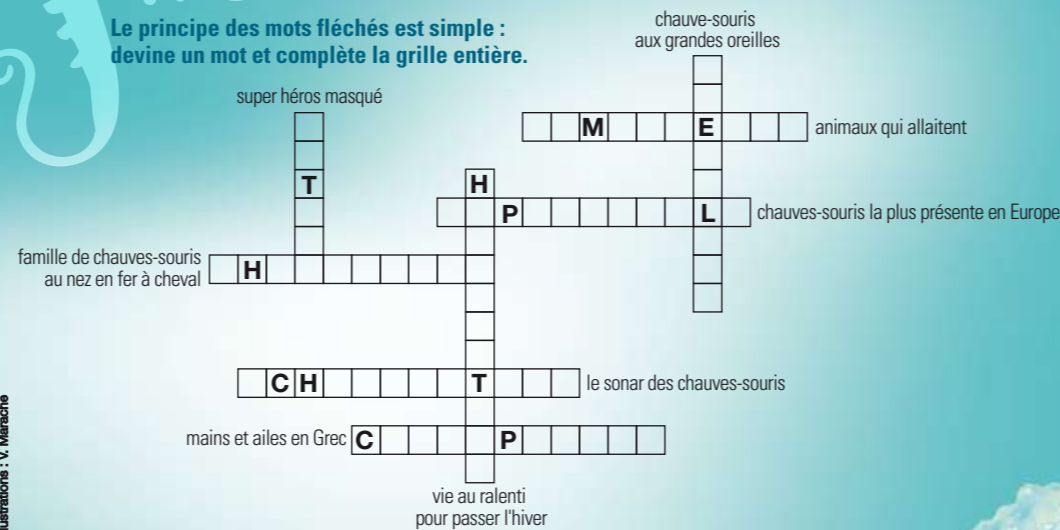 Le principe des mots fléchés est simple :
devine un mot et complète la grille entière.
chauve-souris
aux grandes oreilles
super héros masqué
M E
animaux qui allaitent
T
H
P L
chauves-souris la plus présente en Europe
famille de chauves-souris
au nez en fer à cheval
H
C H T
le sonar des chauves-souris
mains et ailes en Grec
C P
vie au ralenti
pour passer l'hiver
V. Marache